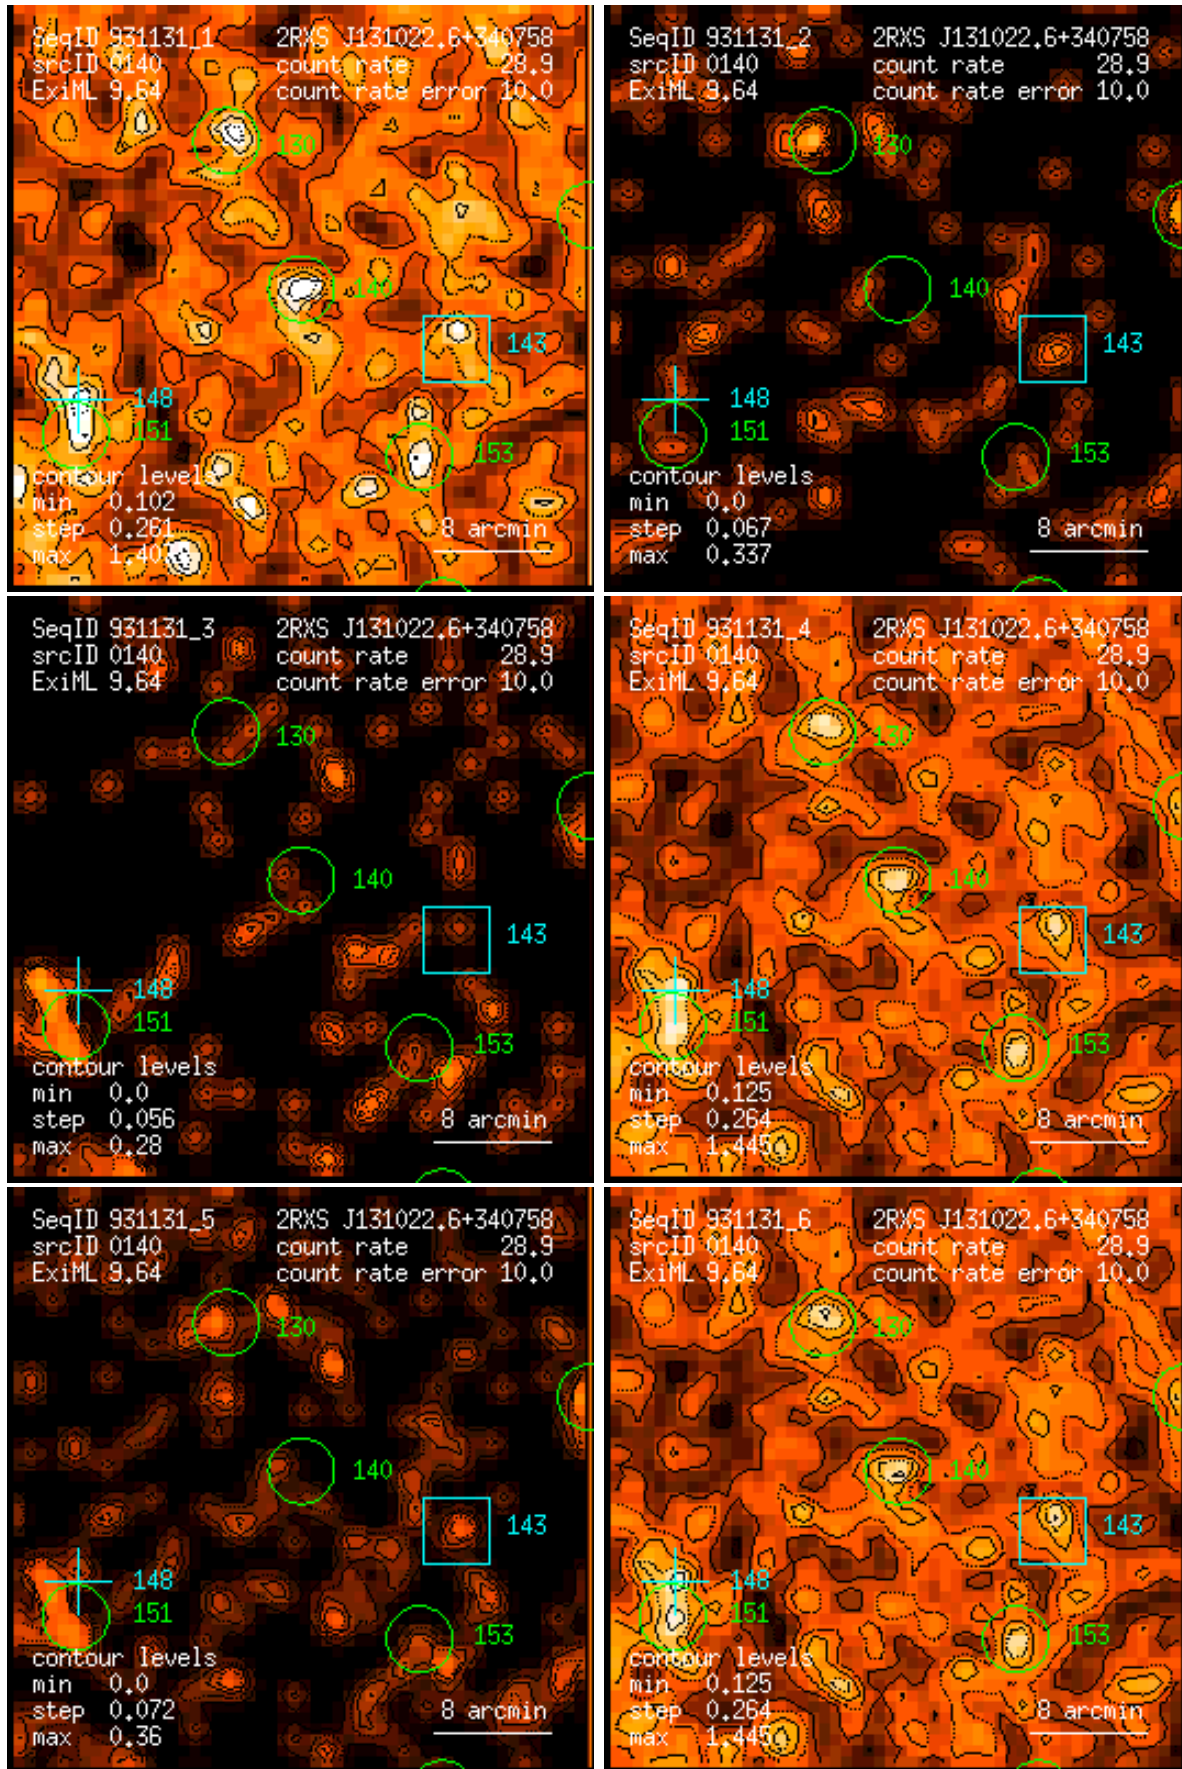 SeqID 931131_1 2RXS J131022.6+340758
srcID 0140 count rate 28.9
ExiML 9.64 count rate error 10.0
130
140
143
148
151
153
contour levels
min 0.102
step 0.261 8 arcmin
max 1.407
SeqID 931131_2 2RXS J131022.6+340758
srcID 0140 count rate 28.9
ExiML 9.64 count rate error 10.0
130
140
143
148
151
153
contour levels
min 0.0
step 0.067 8 arcmin
max 0.337
SeqID 931131_3 2RXS J131022.6+340758
srcID 0140 count rate 28.9
ExiML 9.64 count rate error 10.0
130
140
143
148
151
153
contour levels
min 0.0
step 0.056 8 arcmin
max 0.28
SeqID 931131_4 2RXS J131022.6+340758
srcID 0140 count rate 28.9
ExiML 9.64 count rate error 10.0
130
140
143
148
151
153
contour levels
min 0.125
step 0.264 8 arcmin
max 1.445
SeqID 931131_5 2RXS J131022.6+340758
srcID 0140 count rate 28.9
ExiML 9.64 count rate error 10.0
130
140
143
148
151
153
contour levels
min 0.0
step 0.072 8 arcmin
max 0.36
SeqID 931131_6 2RXS J131022.6+340758
srcID 0140 count rate 28.9
ExiML 9.64 count rate error 10.0
130
140
143
148
151
153
contour levels
min 0.125
step 0.264 8 arcmin
max 1.445